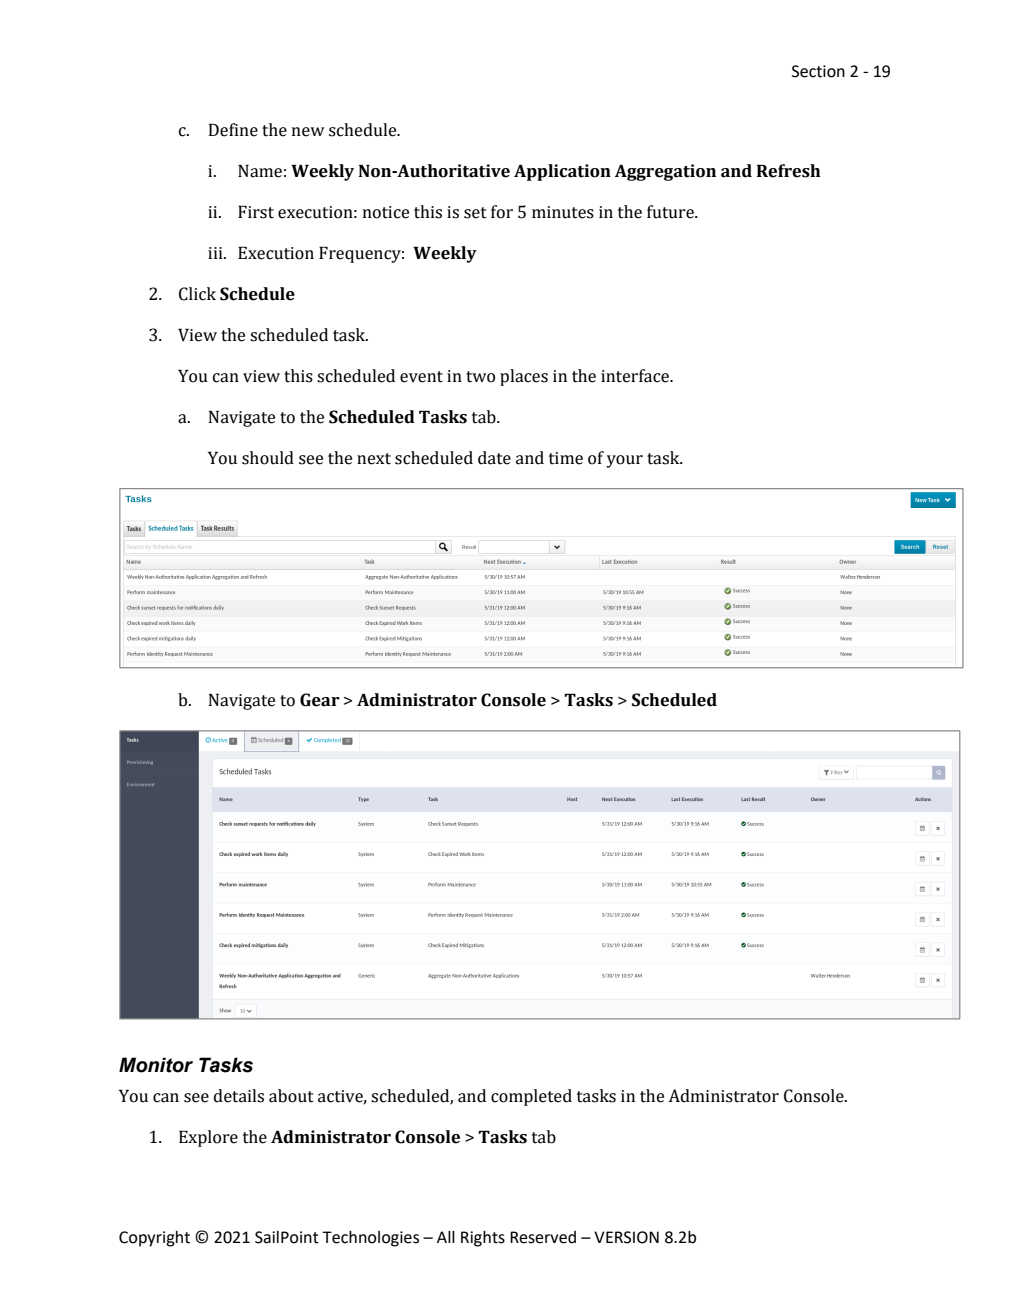 Section 2 - 19
c. Define the new schedule.
i. Name: Weekly Non-Authoritative Application Aggregation and Refresh
ii. First execution: notice this is set for 5 minutes in the future.
iii. Execution Frequency: Weekly
2. Click Schedule
3. View the scheduled task.
You can view this scheduled event in two places in the interface.
a. Navigate to the Scheduled Tasks tab.
You should see the next scheduled date and time of your task.
Tasks New Task
Tasks Scheduled Tasks Task Results
Search by Schedule Name Result Search Reset
Name Task Next Execution Last Execution Result Owner
Weekly Non-Authoritative Application Aggregation and Refresh Aggregate Non-Authoritative Applications 5/30/19 10:57 AM Walter.Henderson
Perform maintenance Perform Maintenance 5/30/19 11:00 AM 5/30/19 10:55 AM Success None
Check sunset requests for notifications daily Check Sunset Requests 5/31/19 12:00 AM 5/30/19 9:16 AM Success None
Check expired work items daily Check Expired Work Items 5/31/19 12:00 AM 5/30/19 9:16 AM Success None
Check expired mitigations daily Check Expired Mitigations 5/31/19 12:00 AM 5/30/19 9:16 AM Success None
Perform Identity Request Maintenance Perform Identity Request Maintenance 5/31/19 2:00 AM 5/30/19 9:16 AM Success None
b. Navigate to Gear > Administrator Console > Tasks > Scheduled
Tasks Active Scheduled Completed
Provisioning
Scheduled Tasks Filter
Environment
Name Type Task Host Next Execution Last Execution Last Result Owner Actions
Check sunset requests for notifications daily System Check Sunset Requests 5/31/19 12:00 AM 5/30/19 9:16 AM Success
Check expired work items daily System Check Expired Work Items 5/31/19 12:00 AM 5/30/19 9:16 AM Success
Perform maintenance System Perform Maintenance 5/30/19 11:00 AM 5/30/19 10:55 AM Success
Perform Identity Request Maintenance System Perform Identity Request Maintenance 5/31/19 2:00 AM 5/30/19 9:16 AM Success
Check expired mitigations daily System Check Expired Mitigations 5/31/19 12:00 AM 5/30/19 9:16 AM Success
Weekly Non-Authoritative Application Aggregation and Generic Aggregate Non-Authoritative Applications 5/30/19 10:57 AM Walter.Henderson
Refresh
Show 10
Monitor Tasks
You can see details about active, scheduled, and completed tasks in the Administrator Console.
1. Explore the Administrator Console > Tasks tab
Copyright © 2021 SailPoint Technologies – All Rights Reserved – VERSION 8.2b